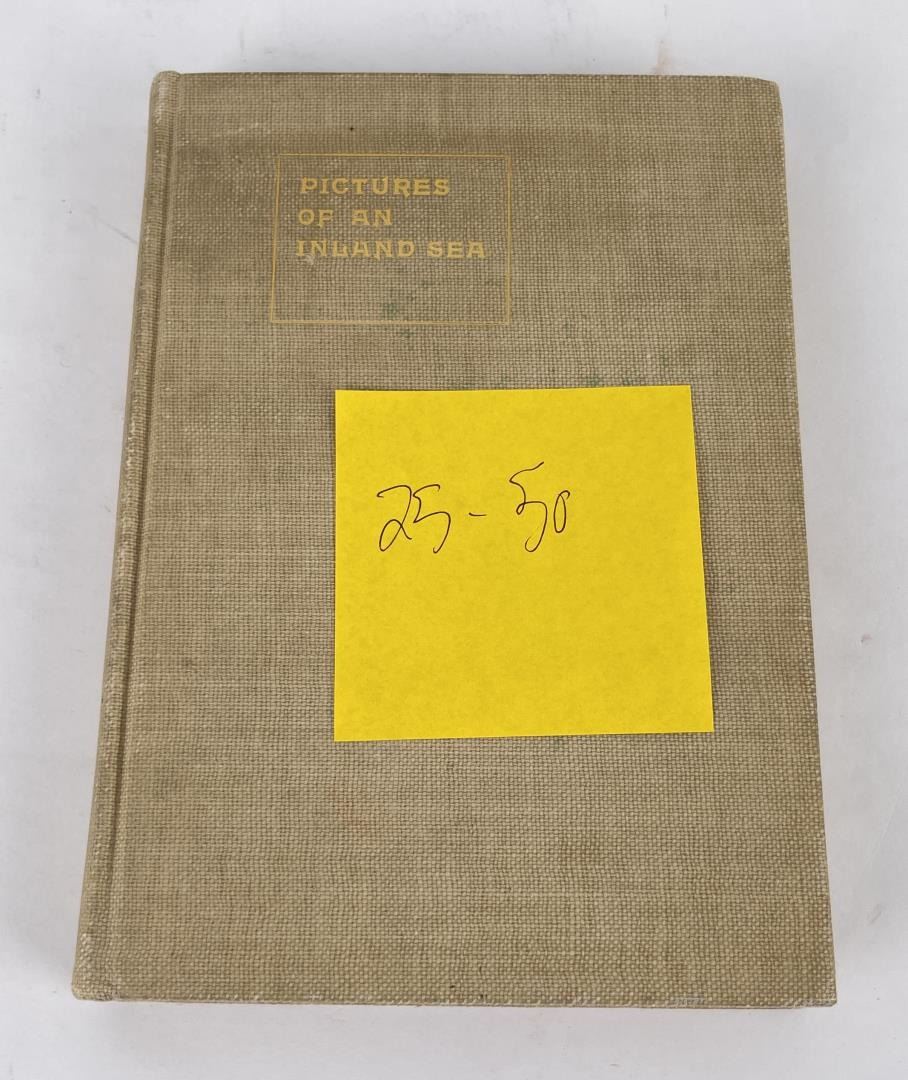 PICTURES
OF AN
INLAND SEA
25 - 50